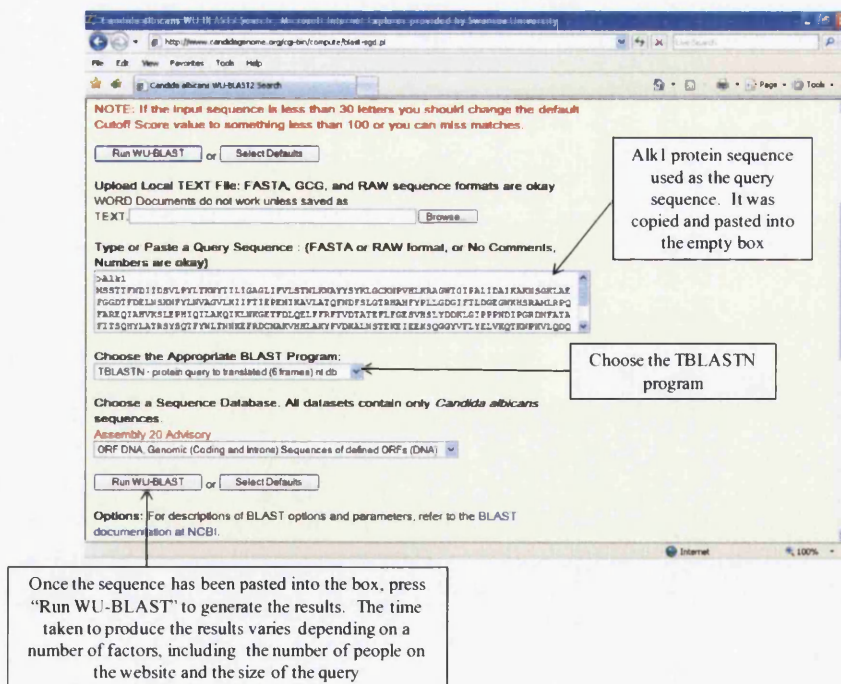 Candida albicans WU-BLAST2 Search - Microsoft Internet Explorer provided by Swansea University
http://www.candidagenome.org/cgi-bin/compute/blast-sgd.pl
Live Search
File Edit View Favorites Tools Help
Candida albicans WU-BLAST2 Search
Page Tools
NOTE: If the input sequence is less than 30 letters you should change the default
Cutoff Score value to something less than 100 or you can miss matches.
Run WU-BLAST or Select Defaults
Upload Local TEXT File: FASTA, GCG, and RAW sequence formats are okay
WORD Documents do not work unless saved as
TEXT. Browse...
Type or Paste a Query Sequence : (FASTA or RAW format, or No Comments,
Numbers are okay)
>Alk1
Choose the Appropriate BLAST Program:
TBLASTN - protein query to translated (6 frames) nt db
Choose a Sequence Database. All datasets contain only Candida albicans
sequences.
Assembly 20 Advisory
ORF DNA, Genomic (Coding and Introns) Sequences of defined ORFs (DNA)
Run WU-BLAST or Select Defaults
Options: For descriptions of BLAST options and parameters, refer to the BLAST
documentation at NCBI.
Internet 100%
Alk1 protein sequence
used as the query
sequence. It was
copied and pasted into
the empty box
Choose the TBLASTN
program
Once the sequence has been pasted into the box, press
“Run WU-BLAST” to generate the results. The time
taken to produce the results varies depending on a
number of factors, including the number of people on
the website and the size of the query